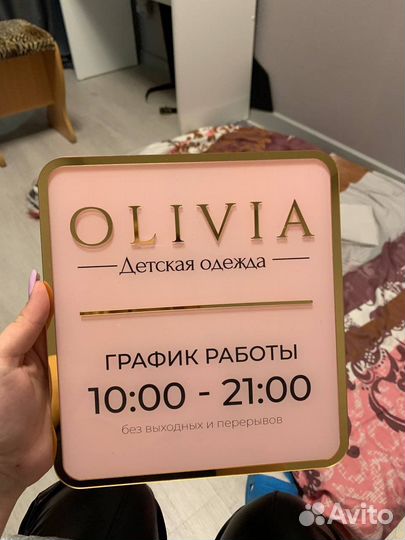 OLIVIA
Детская одежда
ГРАФИК РАБОТЫ
10:00 - 21:00
без выходных и перерывов
Avito